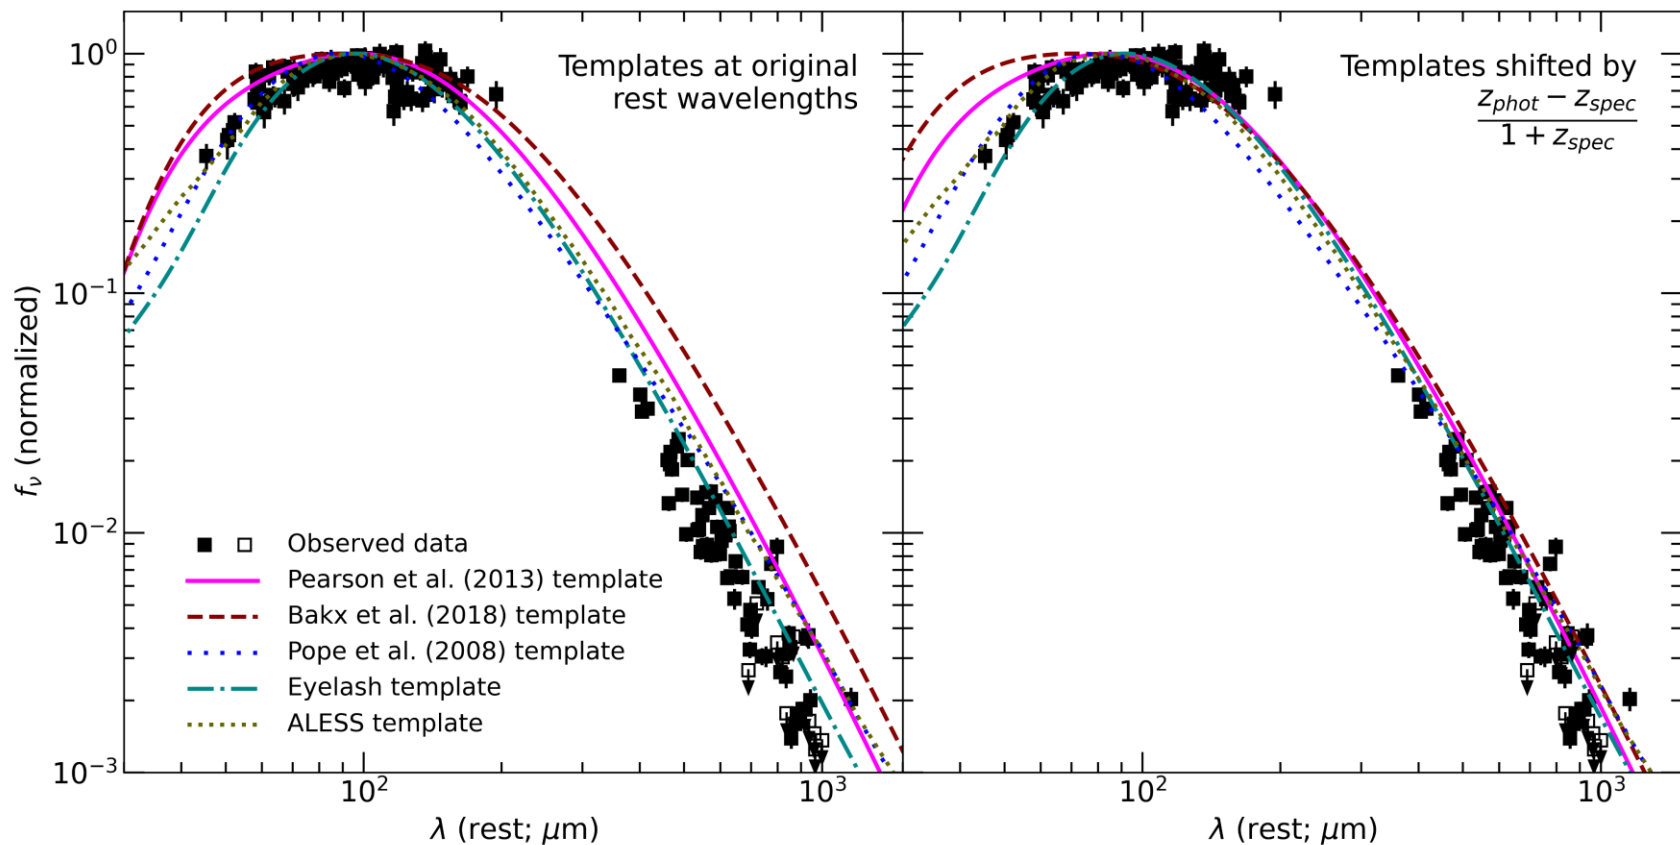 Templates at original
rest wavelengths
Templates shifted by
z_phot − z_spec
1 + z_spec
10^0
10^−1
10^−2
10^−3
f_ν (normalized)
Observed data
Pearson et al. (2013) template
Bakx et al. (2018) template
Pope et al. (2008) template
Eyelash template
ALESS template
10^2
10^3
10^2
10^3
λ (rest; μm)
λ (rest; μm)